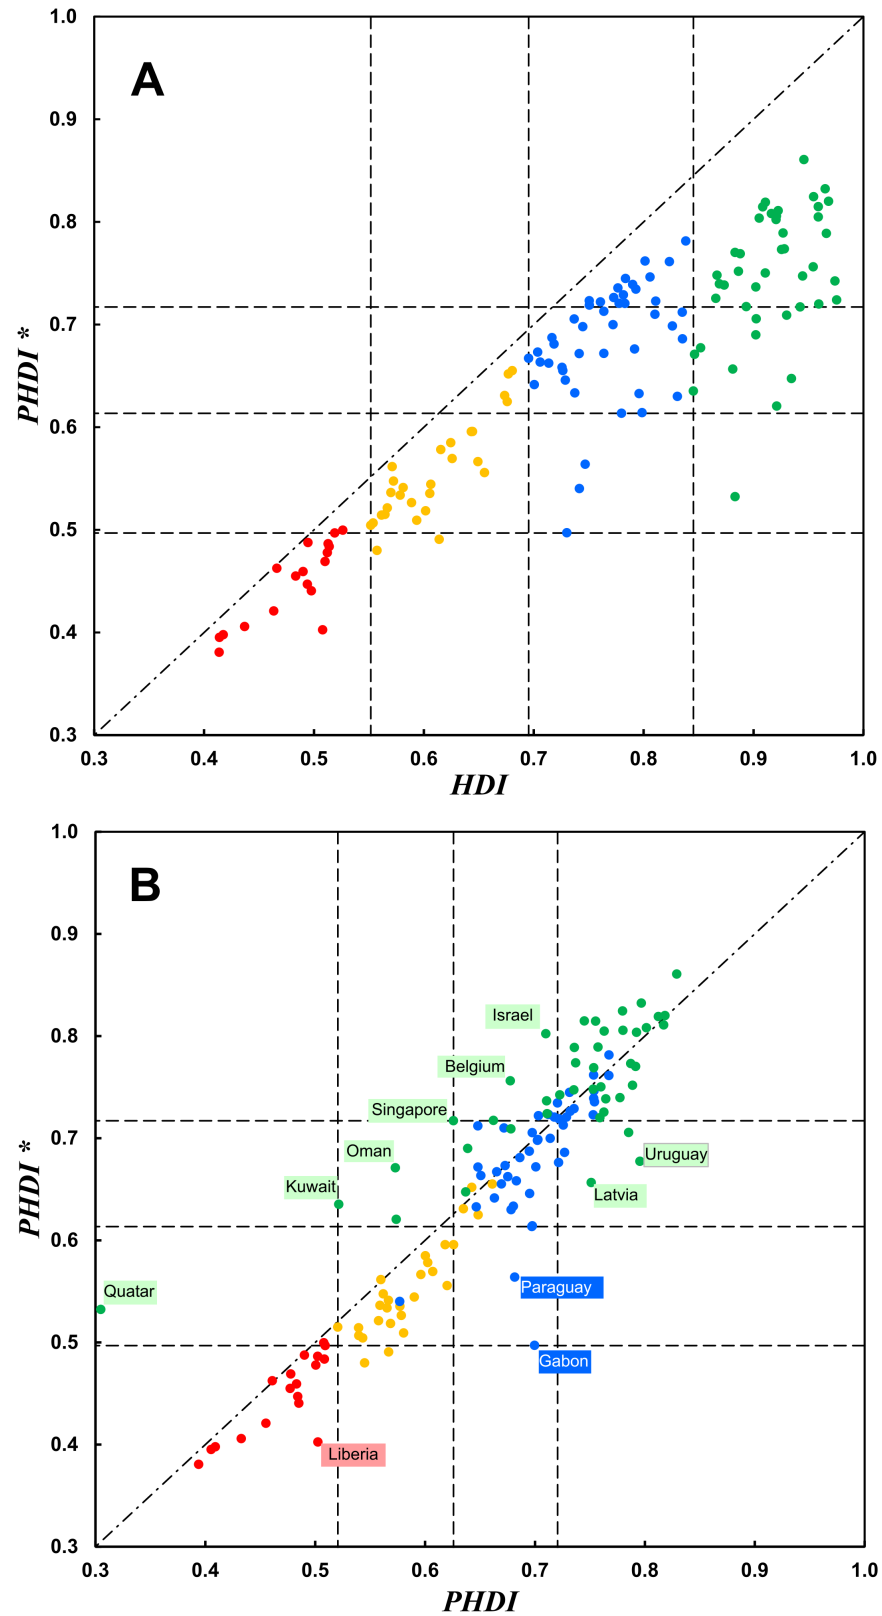 1.0
A
0.9
0.8
0.7
PHDI *
0.6
0.5
0.4
0.3
0.3 0.4 0.5 0.6 0.7 0.8 0.9 1.0
HDI
1.0
B
0.9
Israel
0.8
Belgium
Singapore
0.7
Oman
Uruguay
Kuwait
Latvia
PHDI *
0.6
Quatar
Paraguay
0.5
Gabon
0.4
Liberia
0.3
0.3 0.4 0.5 0.6 0.7 0.8 0.9 1.0
PHDI